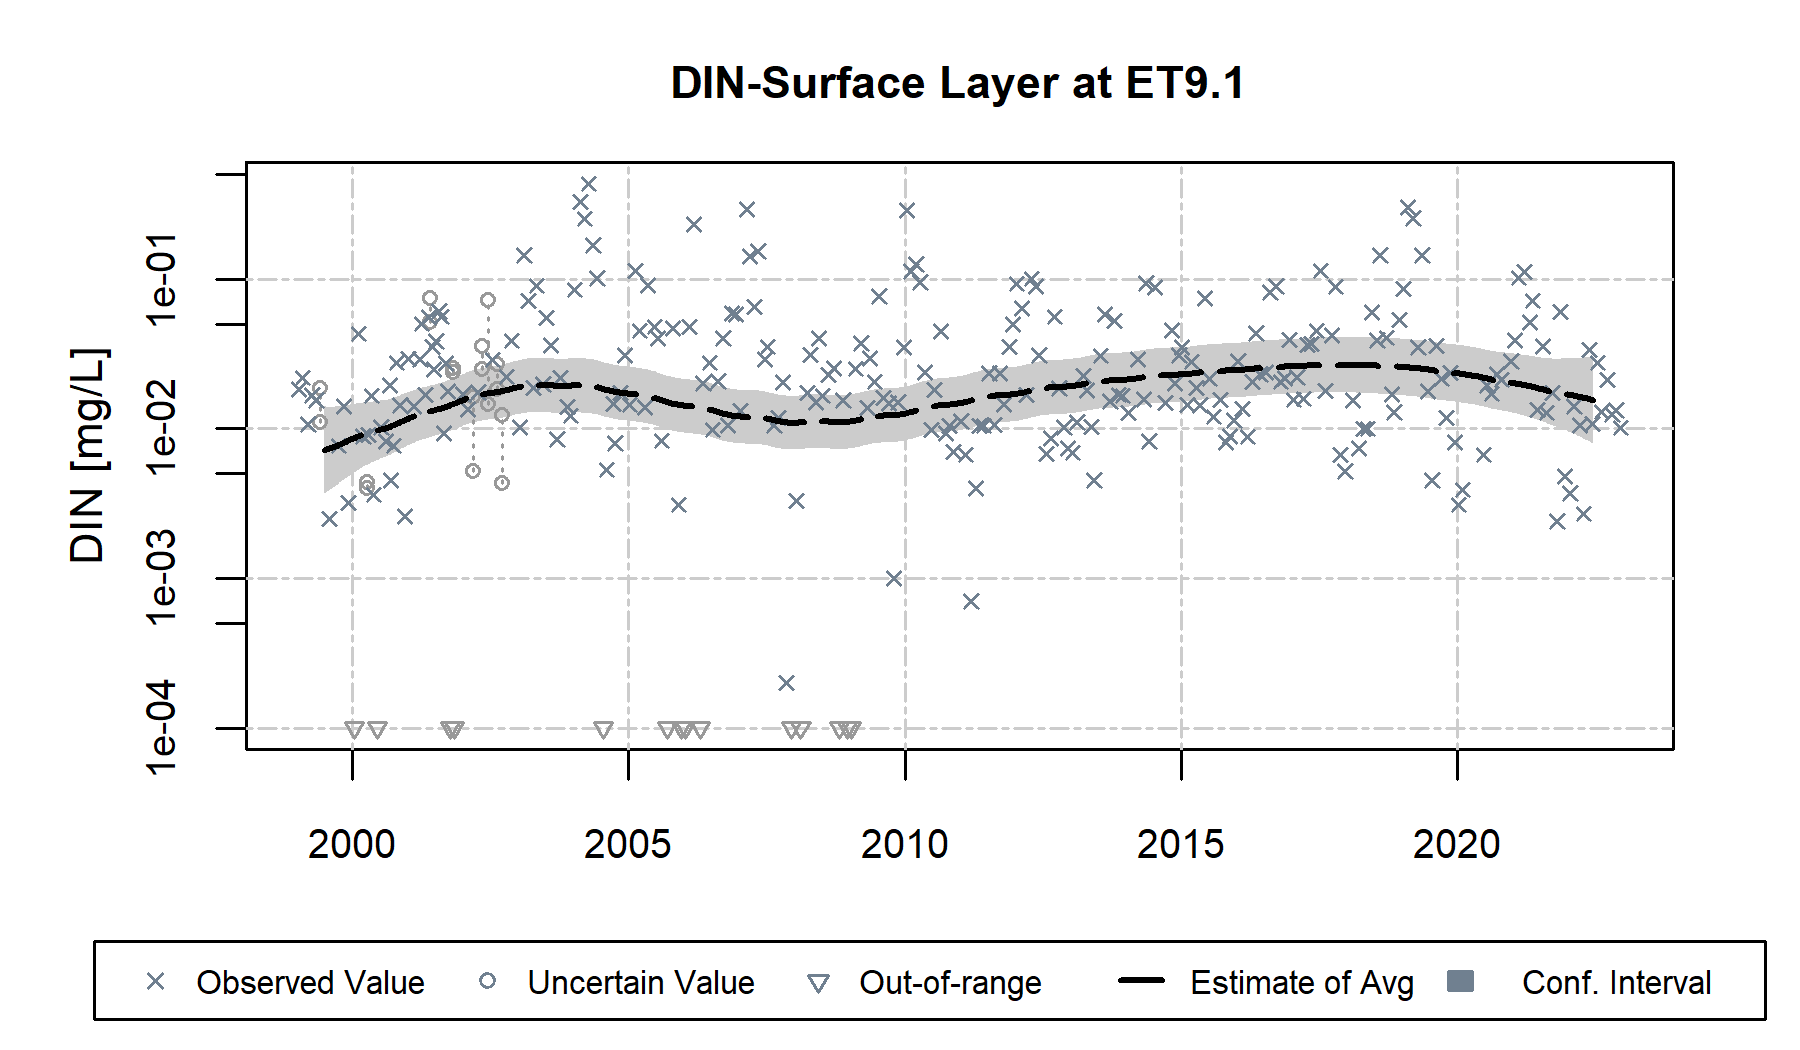 DIN-Surface Layer at ET9.1
DIN [mg/L]
1e-01
1e-02
1e-03
1e-04
2000 2005 2010 2015 2020
Observed Value Uncertain Value Out-of-range Estimate of Avg Conf. Interval